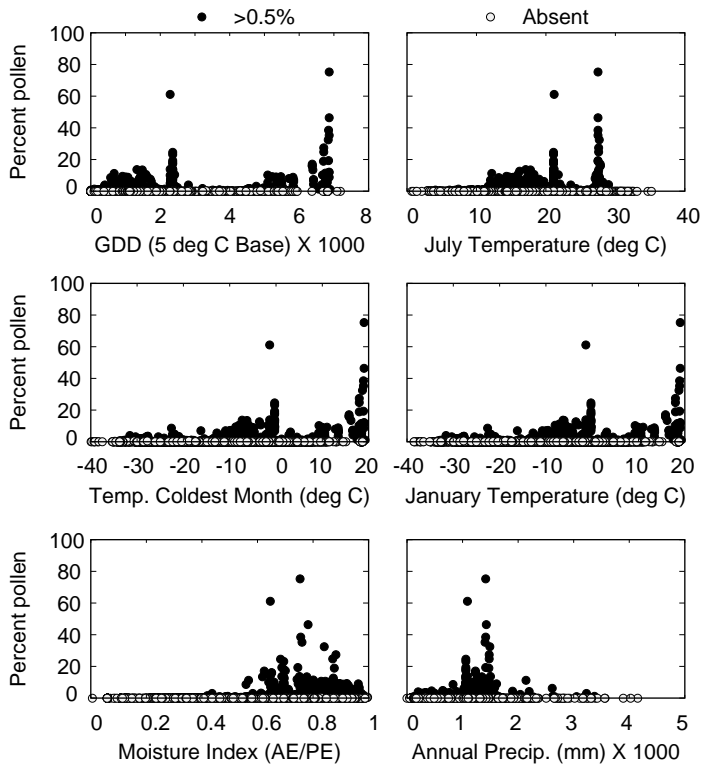 >0.5% Absent
Percent pollen
100
80
60
40
20
0
0 2 4 6 8
GDD (5 deg C Base) X 1000
0 10 20 30 40
July Temperature (deg C)
Percent pollen
100
80
60
40
20
0
-40 -30 -20 -10 0 10 20
Temp. Coldest Month (deg C)
-40 -30 -20 -10 0 10 20
January Temperature (deg C)
Percent pollen
100
80
60
40
20
0
0 0.2 0.4 0.6 0.8 1
Moisture Index (AE/PE)
0 1 2 3 4 5
Annual Precip. (mm) X 1000